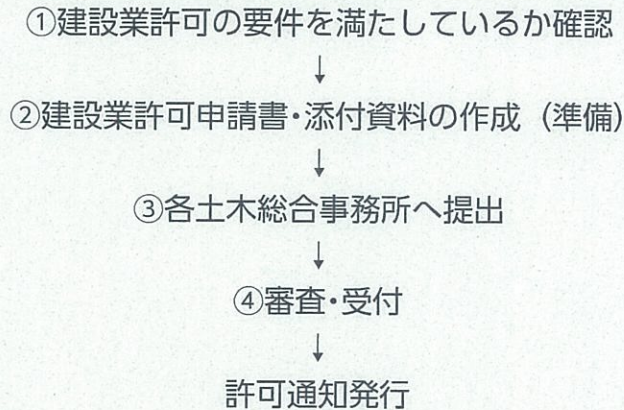 ①建設業許可の要件を満たしているか確認
↓
②建設業許可申請書・添付資料の作成（準備）
↓
③各土木総合事務所へ提出
↓
④審査・受付
↓
許可通知発行